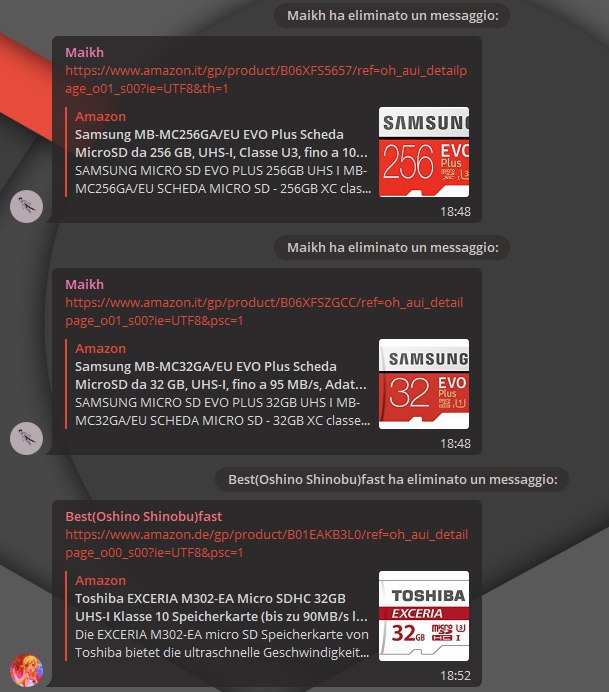 Maikh ha eliminato un messaggio:
Maikh
https://www.amazon.it/gp/product/B06XFS5657/ref=oh_aui_detailp
age_o01_s00?ie=UTF8&th=1
Amazon
Samsung MB-MC256GA/EU EVO Plus Scheda
MicroSD da 256 GB, UHS-I, Classe U3, fino a 10...
SAMSUNG MICRO SD EVO PLUS 256GB UHS I MB-
MC256GA/EU SCHEDA MICRO SD - 256GB XC clas...
SAMSUN
256 EVO
Plus
18:48
Maikh ha eliminato un messaggio:
Maikh
https://www.amazon.it/gp/product/B06XFSZGCC/ref=oh_aui_detail
page_o01_s00?ie=UTF8&psc=1
Amazon
Samsung MB-MC32GA/EU EVO Plus Scheda
MicroSD da 32 GB, UHS-I, fino a 95 MB/s, Adat...
SAMSUNG MICRO SD EVO PLUS 32GB UHS I MB-
MC32GA/EU SCHEDA MICRO SD - 32GB XC classe...
SAMSUNG
32 EVO
Plus
18:48
Best(Oshino Shinobu)fast ha eliminato un messaggio:
Best(Oshino Shinobu)fast
https://www.amazon.de/gp/product/B01EAKB3L0/ref=oh_aui_detail
page_o00_s00?ie=UTF8&psc=1
Amazon
Toshiba EXCERIA M302-EA Micro SDHC 32GB
UHS-I Klasse 10 Speicherkarte (bis zu 90MB/s l...
Die EXCERIA M302-EA micro SD Speicherkarte von
Toshiba bietet die ultraschnelle Geschwindigkeit...
TOSHIBA
EXCERIA
32GB micro
18:52